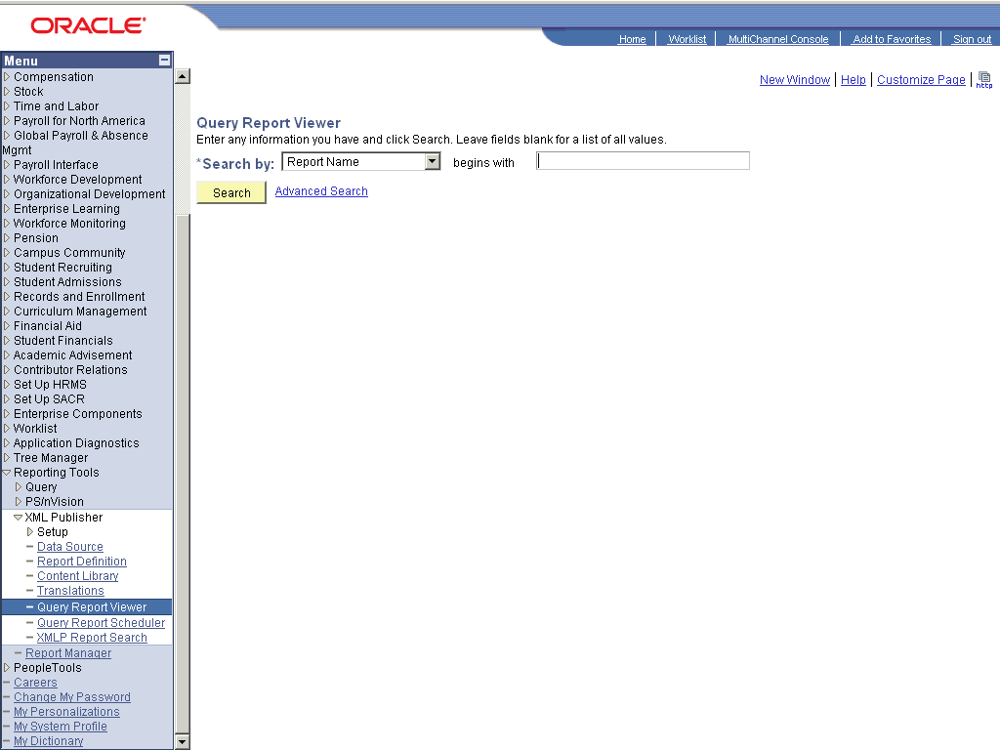 ORACLE®
Home Worklist MultiChannel Console Add to Favorites Sign out
Menu
Compensation
Stock
Time and Labor
Payroll for North America
Global Payroll & Absence
Mgmt
Payroll Interface
Workforce Development
Organizational Development
Enterprise Learning
Workforce Monitoring
Pension
Campus Community
Student Recruiting
Student Admissions
Records and Enrollment
Curriculum Management
Financial Aid
Student Financials
Academic Advisement
Contributor Relations
Set Up HRMS
Set Up SACR
Enterprise Components
Worklist
Application Diagnostics
Tree Manager
Reporting Tools
Query
PS/nVision
XML Publisher
Setup
Data Source
Report Definition
Content Library
Translations
Query Report Viewer
Query Report Scheduler
XMLP Report Search
Report Manager
PeopleTools
Careers
Change My Password
My Personalizations
My System Profile
My Dictionary
New Window Help Customize Page http
Query Report Viewer
Enter any information you have and click Search. Leave fields blank for a list of all values.
*Search by: Report Name begins with
Search Advanced Search